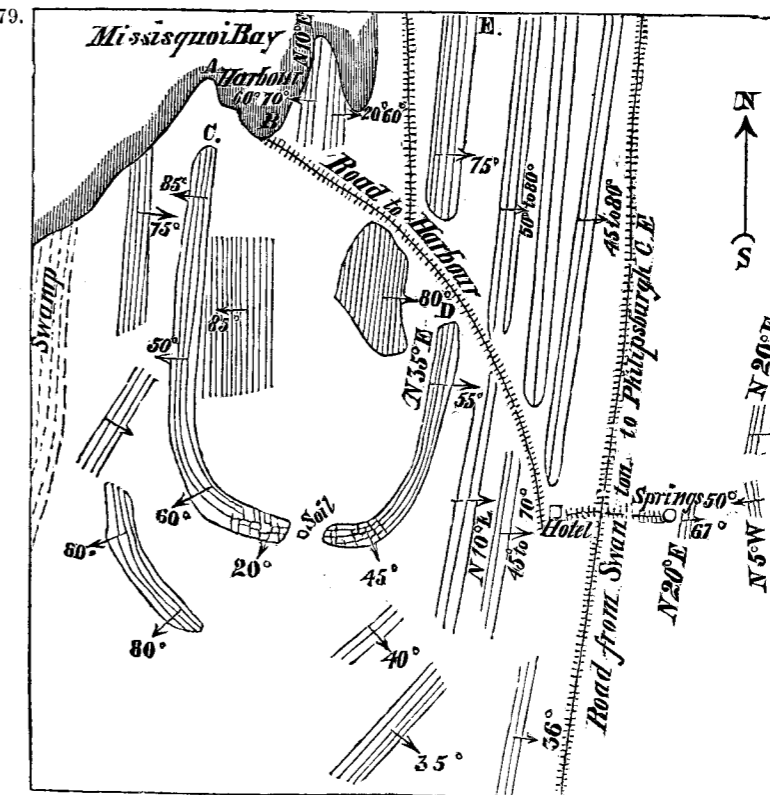 79.
Missisquoi Bay
N10°E
E.
A
Harbour
60°70°
B
20°60°
N
C.
Road to Harbour
75°
85°
75°
50° to 80°
45 to 80°
S
Swamp
85°
80°
D
50°
N35°E
55°
Road from Swanton to Philipsburgh C.E
N20°E
60°
Soil
N10°E
45° to 70°
Hotel
Springs
50°
67°
20°
45°
N20°E
N5°W
80°
40°
35°
36°